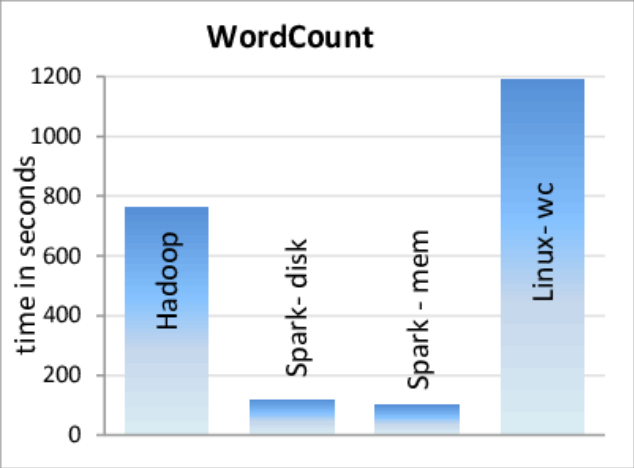 WordCount
time in seconds
1200
1000
800
600
400
200
0
Hadoop
Spark- disk
Spark - mem
Linux- wc